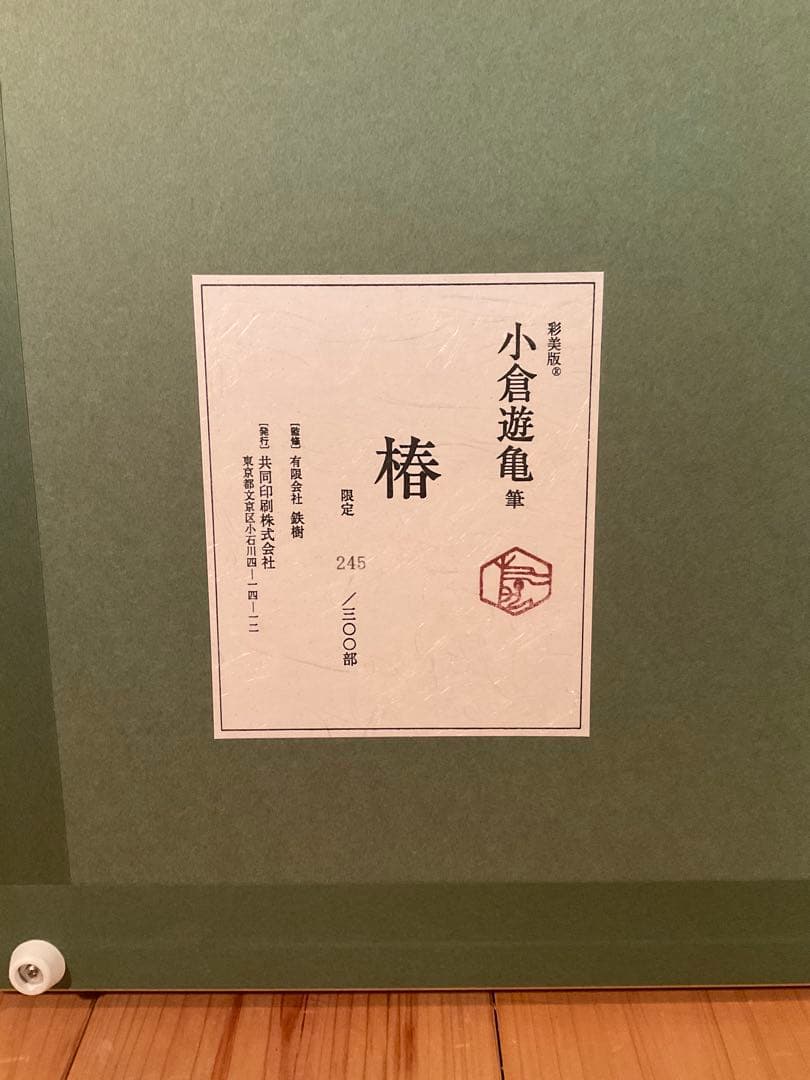 彩美版®
小倉遊亀 筆
椿
限定 245 ／三〇〇部
［監修］有限会社 鉄樹
［発行］共同印刷株式会社
東京都文京区小石川四—一四—一二